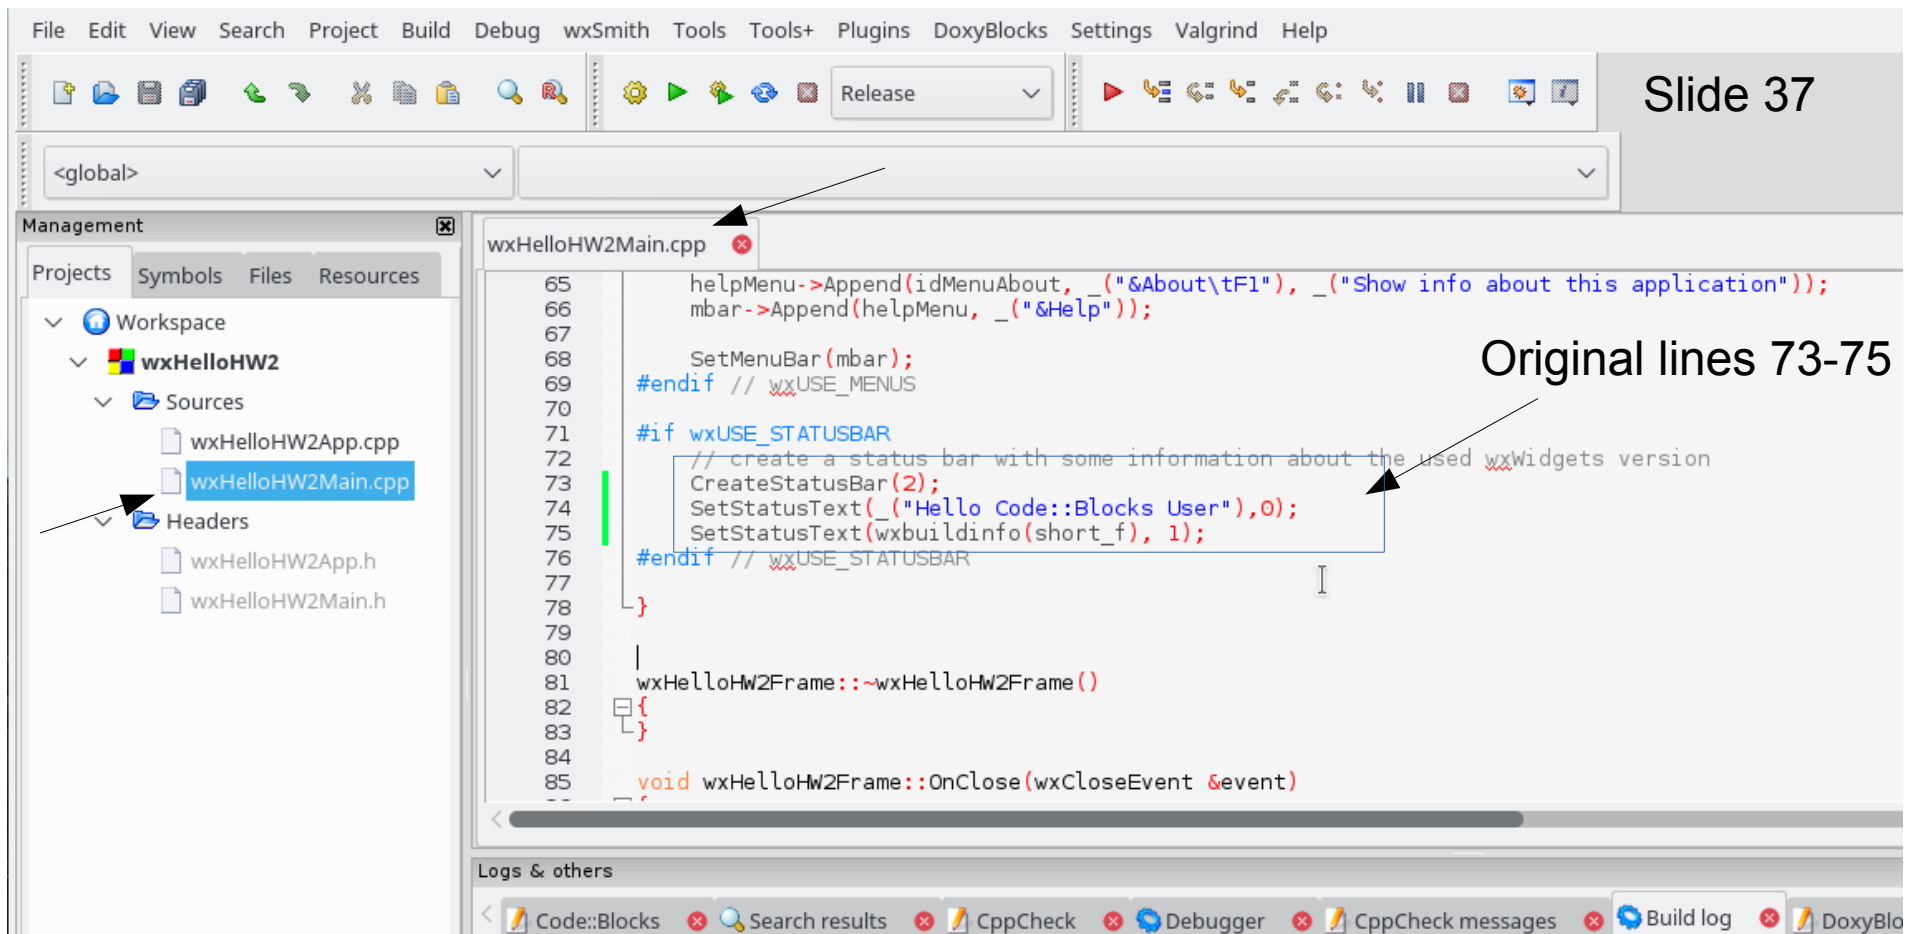 File Edit View Search Project Build Debug wxSmith Tools Tools+ Plugins DoxyBlocks Settings Valgrind Help
Release
Slide 37
<global>
Management
Projects Symbols Files Resources
Workspace
wxHelloHW2
Sources
wxHelloHW2App.cpp
wxHelloHW2Main.cpp
Headers
wxHelloHW2App.h
wxHelloHW2Main.h
wxHelloHW2Main.cpp
65 helpMenu->Append(idMenuAbout, _("&About\tF1"), _("Show info about this application"));
66 mbar->Append(helpMenu, _("&Help"));
67
68 SetMenuBar(mbar);
69 #endif // wxUSE_MENUS
70
71 #if wxUSE_STATUSBAR
72 // create a status bar with some information about the used wxWidgets version
73 CreateStatusBar(2);
74 SetStatusText(_("Hello Code::Blocks User"),0);
75 SetStatusText(wxbuildinfo(short_f), 1);
76 #endif // wxUSE_STATUSBAR
77
78 }
79
80
81 wxHelloHW2Frame::~wxHelloHW2Frame()
82 {
83 }
84
85 void wxHelloHW2Frame::OnClose(wxCloseEvent &event)
Original lines 73-75
Logs & others
Code::Blocks Search results CppCheck Debugger CppCheck messages Build log DoxyBlo